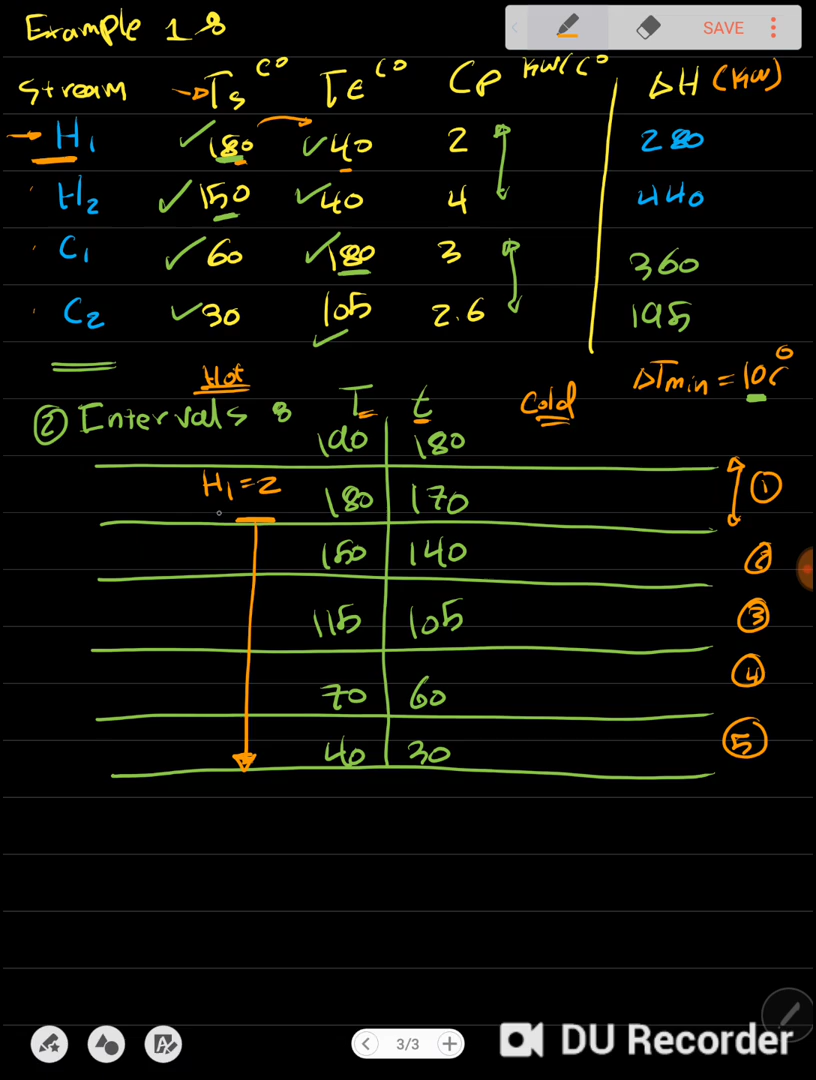 Example 1 :
SAVE
Stream → Ts C° TE C° CP KW/C° ΔH (KW)
→ H1 ✓180 ✓40 2 280
H2 ✓150 ✓40 4 440
C1 ✓60 ✓180 3 360
C2 ✓30 105 2.6 195
ΔTmin = 10C°
Hot T t Cold
② Entervals :
190 180
H1=2 180 170 ①
150 140 ②
115 105 ③
70 60 ④
40 30 ⑤
3/3
DU Recorder